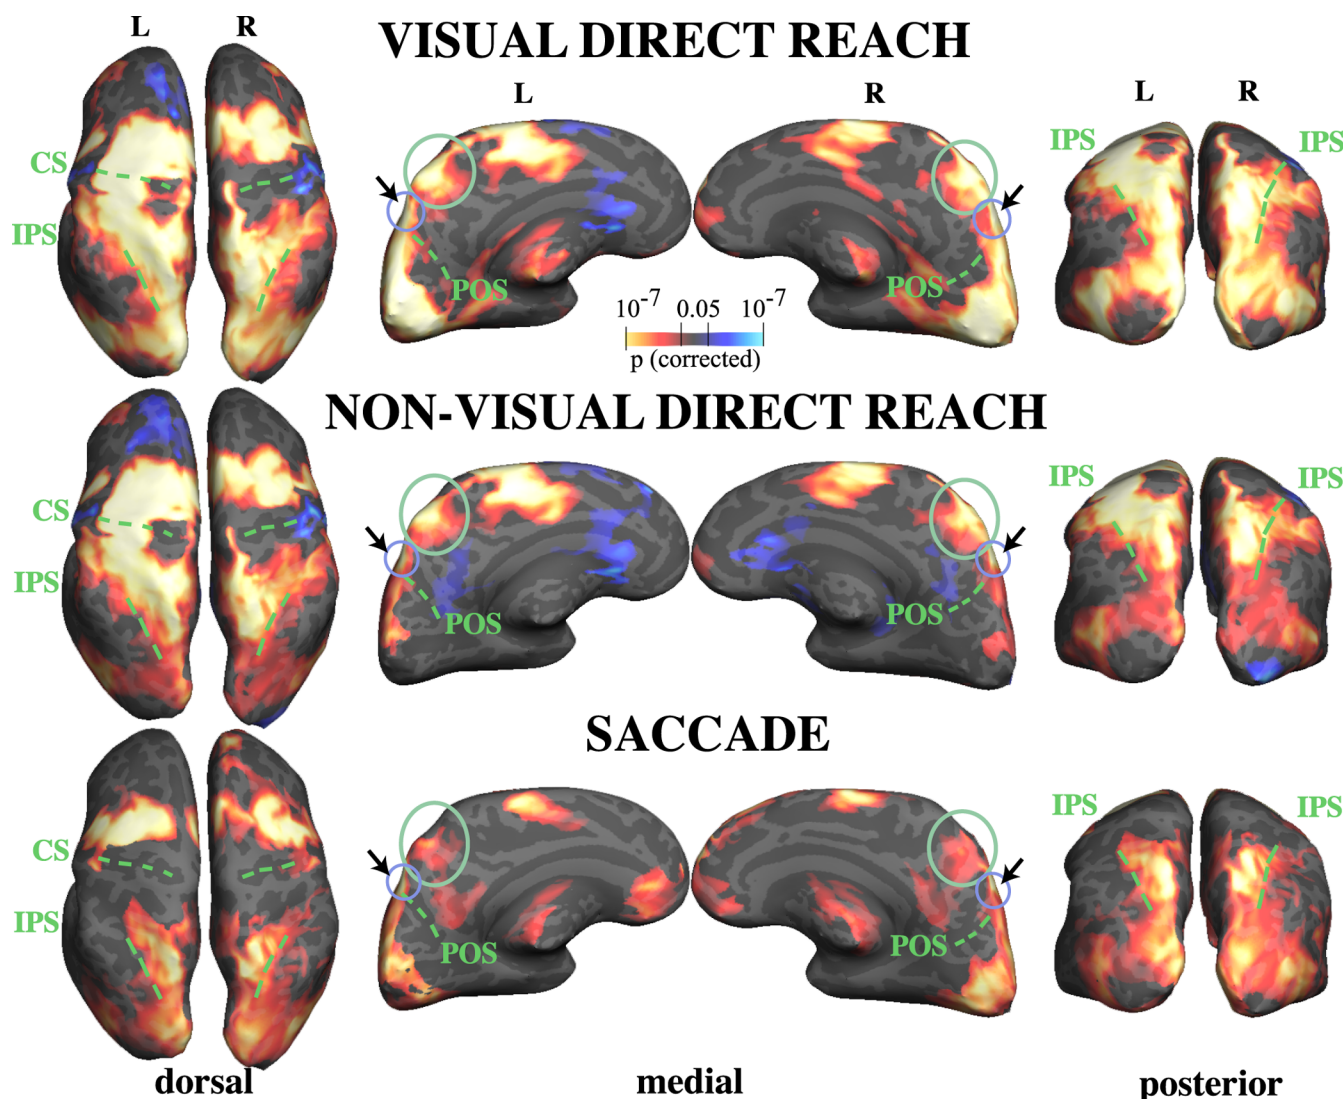 VISUAL DIRECT REACH
L R
L R
L R
CS
IPS
POS
POS
IPS
IPS
10-7 0.05 10-7
p (corrected)
NON-VISUAL DIRECT REACH
CS
IPS
POS
POS
IPS
IPS
SACCADE
CS
IPS
POS
POS
IPS
IPS
dorsal
medial
posterior